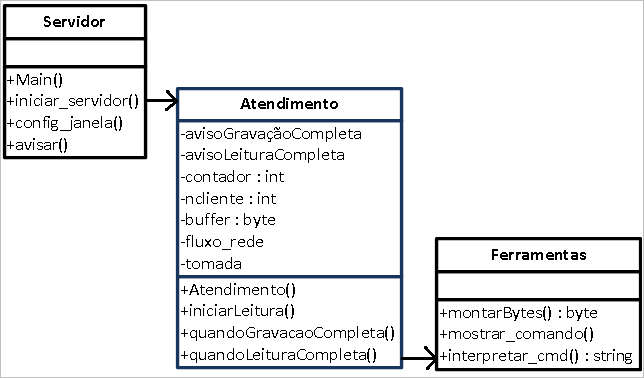 Servidor
+Main()
+iniciar_servidor()
+config_janela()
+avisar()
Atendimento
-avisoGravaçãoCompleta
-avisoLeituraCompleta
-contador : int
-ncliente : int
-buffer : byte
-fluxo_rede
-tomada
+Atendimento()
+iniciarLeitura()
+quandoGravacaoCompleta()
+quandoLeituraCompleta()
Ferramentas
+montarBytes() : byte
+mostrar_comando()
+interpretar_cmd() : string